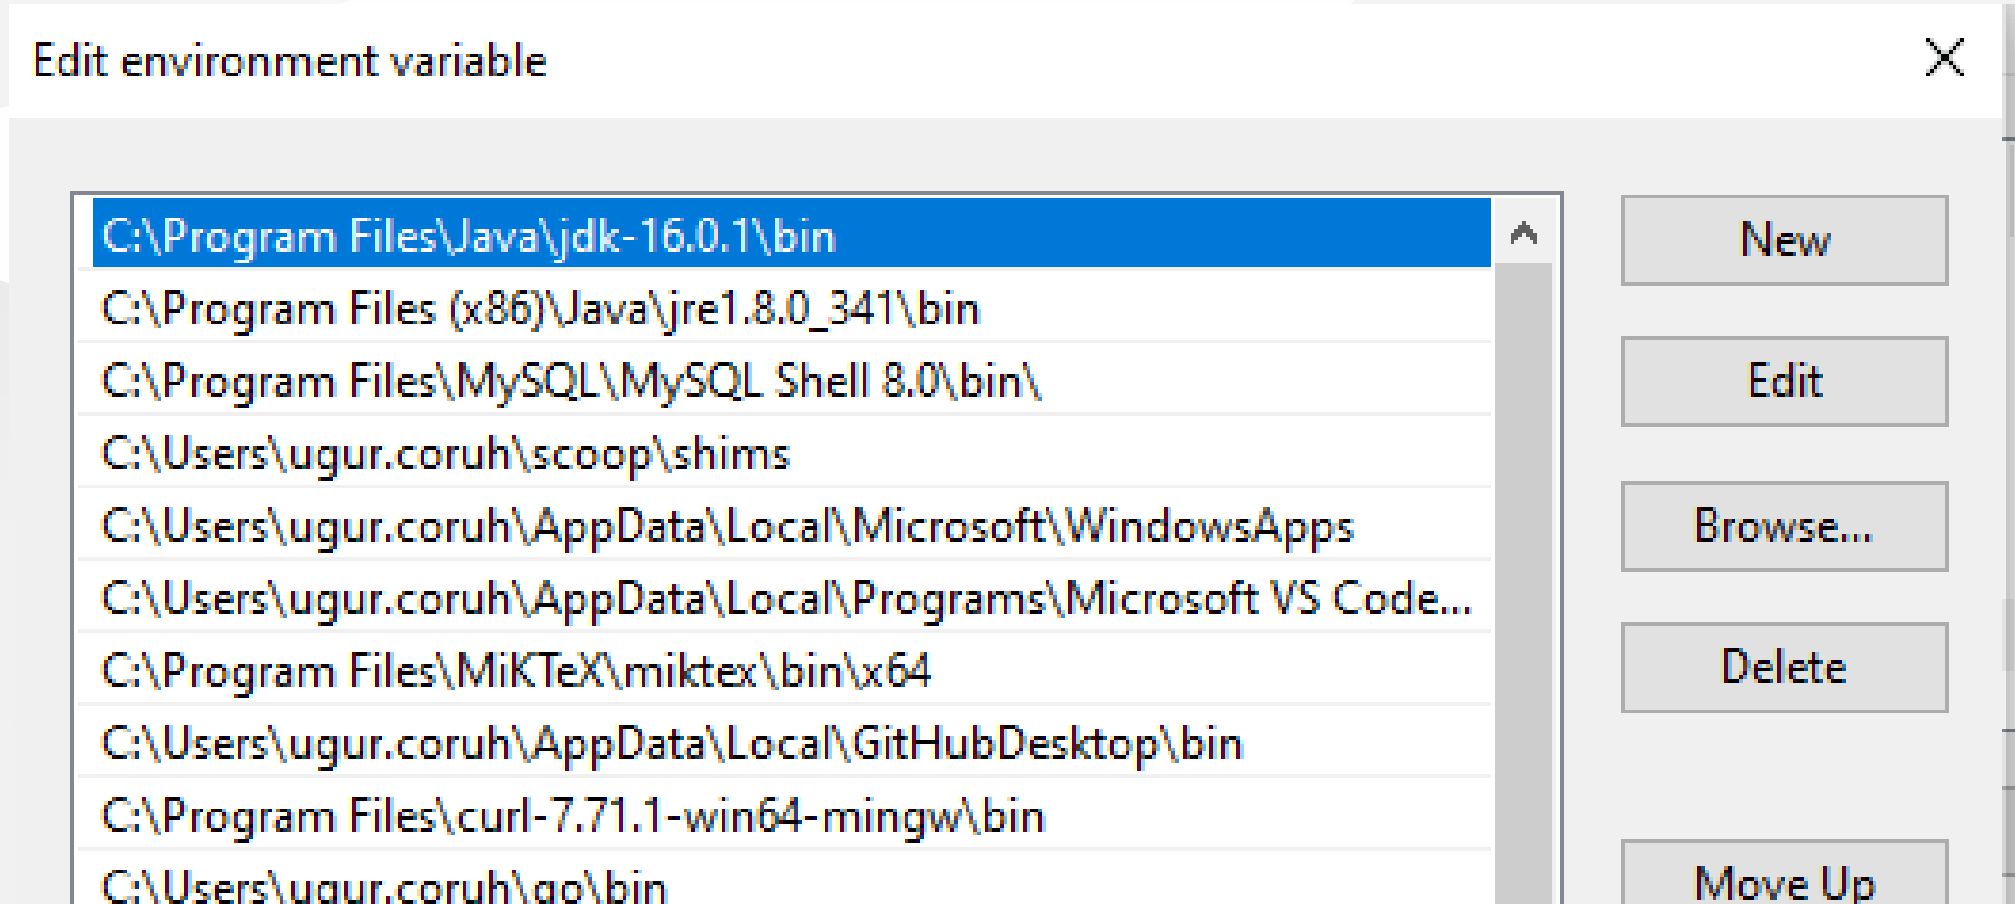 Edit environment variable
C:\Program Files\Java\jdk-16.0.1\bin
C:\Program Files (x86)\Java\jre1.8.0_341\bin
C:\Program Files\MySQL\MySQL Shell 8.0\bin\
C:\Users\ugur.coruh\scoop\shims
C:\Users\ugur.coruh\AppData\Local\Microsoft\WindowsApps
C:\Users\ugur.coruh\AppData\Local\Programs\Microsoft VS Code...
C:\Program Files\MiKTeX\miktex\bin\x64
C:\Users\ugur.coruh\AppData\Local\GitHubDesktop\bin
C:\Program Files\curl-7.71.1-win64-mingw\bin
C:\Users\ugur.coruh\go\bin
New
Edit
Browse...
Delete
Move Up